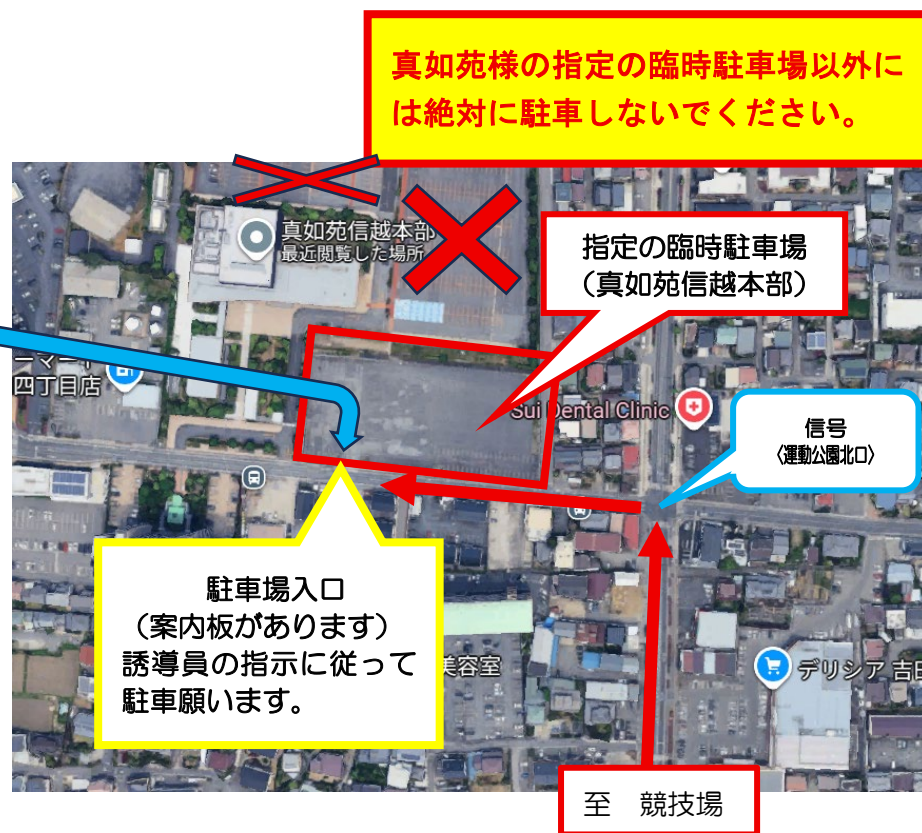 真如苑様の指定の臨時駐車場以外に
は絶対に駐車しないでください。
真如苑信越本部
最近閲覧した場所
指定の臨時駐車場
（真如苑信越本部）
ーマート
四丁目店
Sui Dental Clinic
信号
〈運動公園北口〉
駐車場入口
（案内板があります）
誘導員の指示に従って
駐車願います。
美容室
デリシア 吉田
至　競技場